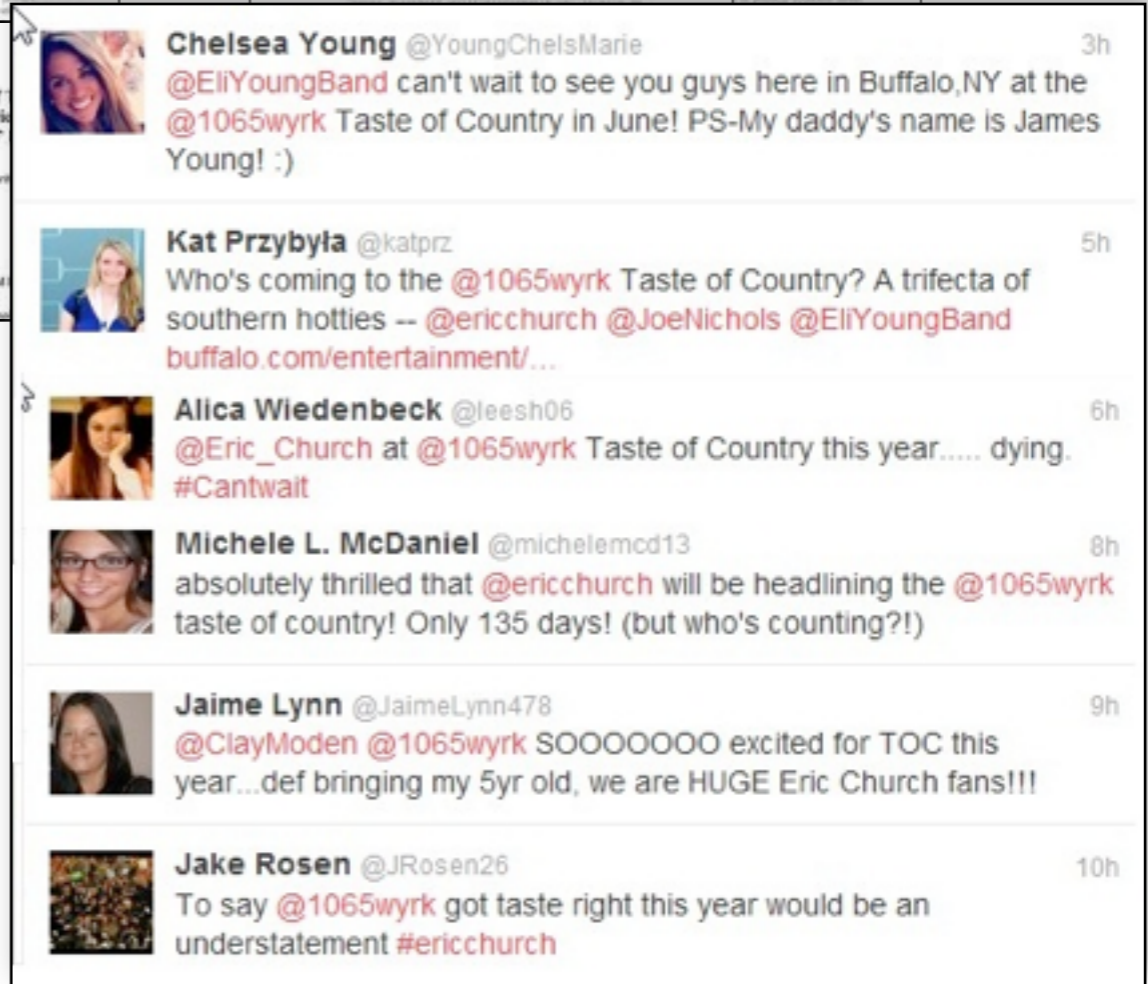 Chelsea Young @YoungChelsMarie 3h
@EliYoungBand can't wait to see you guys here in Buffalo,NY at the
@1065wyrk Taste of Country in June! PS-My daddy's name is James
Young! :)
Kat Przybyła @katprz 5h
Who's coming to the @1065wyrk Taste of Country? A trifecta of
southern hotties -- @ericchurch @JoeNichols @EliYoungBand
buffalo.com/entertainment/...
Alica Wiedenbeck @leesh06 6h
@Eric_Church at @1065wyrk Taste of Country this year..... dying.
#Cantwait
Michele L. McDaniel @michelemcd13 8h
absolutely thrilled that @ericchurch will be headlining the @1065wyrk
taste of country! Only 135 days! (but who's counting?!)
Jaime Lynn @JaimeLynn478 9h
@ClayModen @1065wyrk SOOOOOOO excited for TOC this
year...def bringing my 5yr old, we are HUGE Eric Church fans!!!
Jake Rosen @JRosen26 10h
To say @1065wyrk got taste right this year would be an
understatement #ericchurch